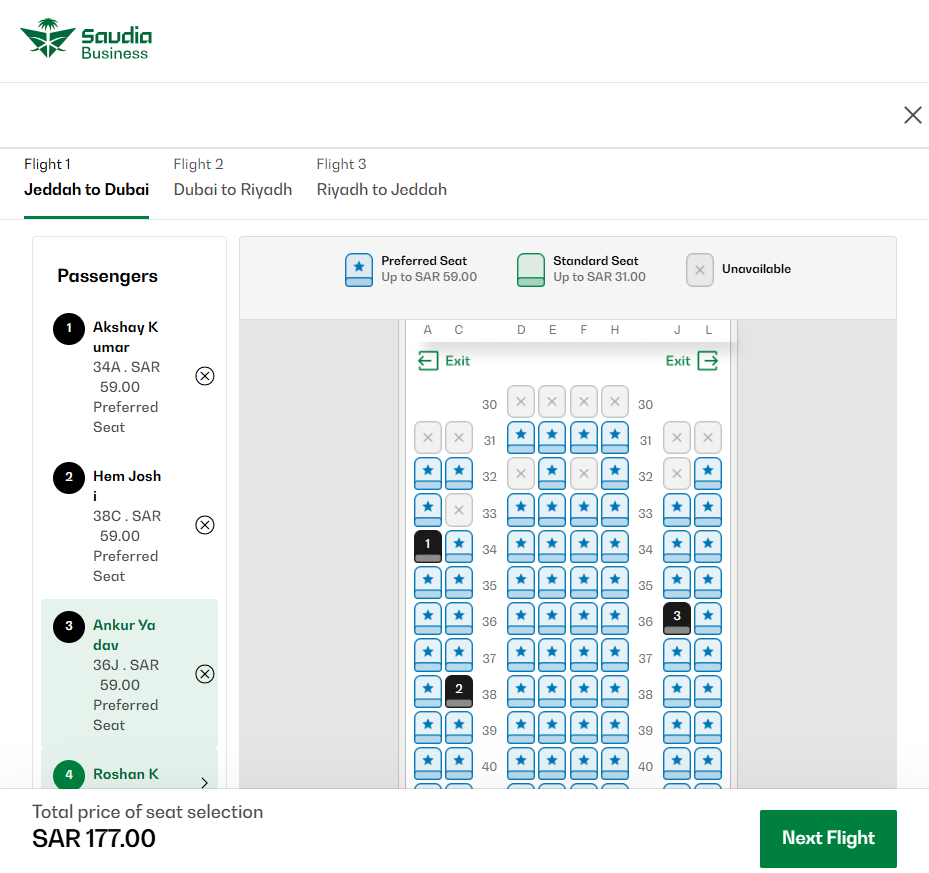 Saudia
Business
Flight 1
Jeddah to Dubai
Flight 2
Dubai to Riyadh
Flight 3
Riyadh to Jeddah
Passengers
1
Akshay K
umar
34A . SAR
59.00
Preferred
Seat
2
Hem Josh
i
38C . SAR
59.00
Preferred
Seat
3
Ankur Ya
dav
36J . SAR
59.00
Preferred
Seat
4
Roshan K
Preferred Seat
Up to SAR 59.00
Standard Seat
Up to SAR 31.00
Unavailable
A C D E F H J L
Exit Exit
30 30
31 31
32 32
33 33
1 34 34
35 35
36 36 3
37 37
2 38 38
39 39
40 40
Total price of seat selection
SAR 177.00
Next Flight